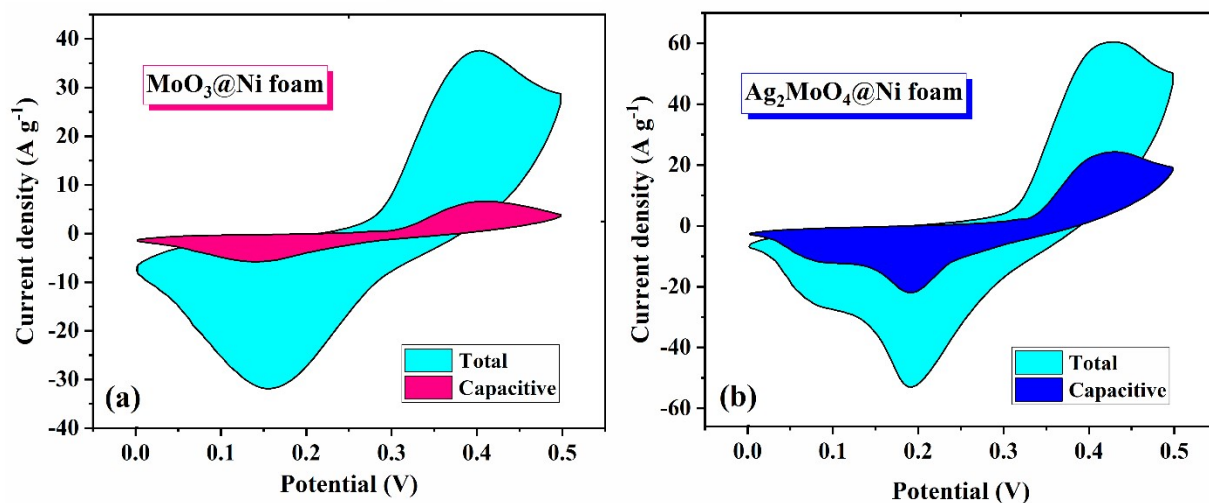 MoO₃@Ni foam
Current density (A g⁻¹)
40
30
20
10
0
-10
-20
-30
-40
Total
Capacitive
(a)
0.0 0.1 0.2 0.3 0.4 0.5
Potential (V)
Ag₂MoO₄@Ni foam
Current density (A g⁻¹)
60
40
20
0
-20
-40
-60
Total
Capacitive
(b)
0.0 0.1 0.2 0.3 0.4 0.5
Potential (V)